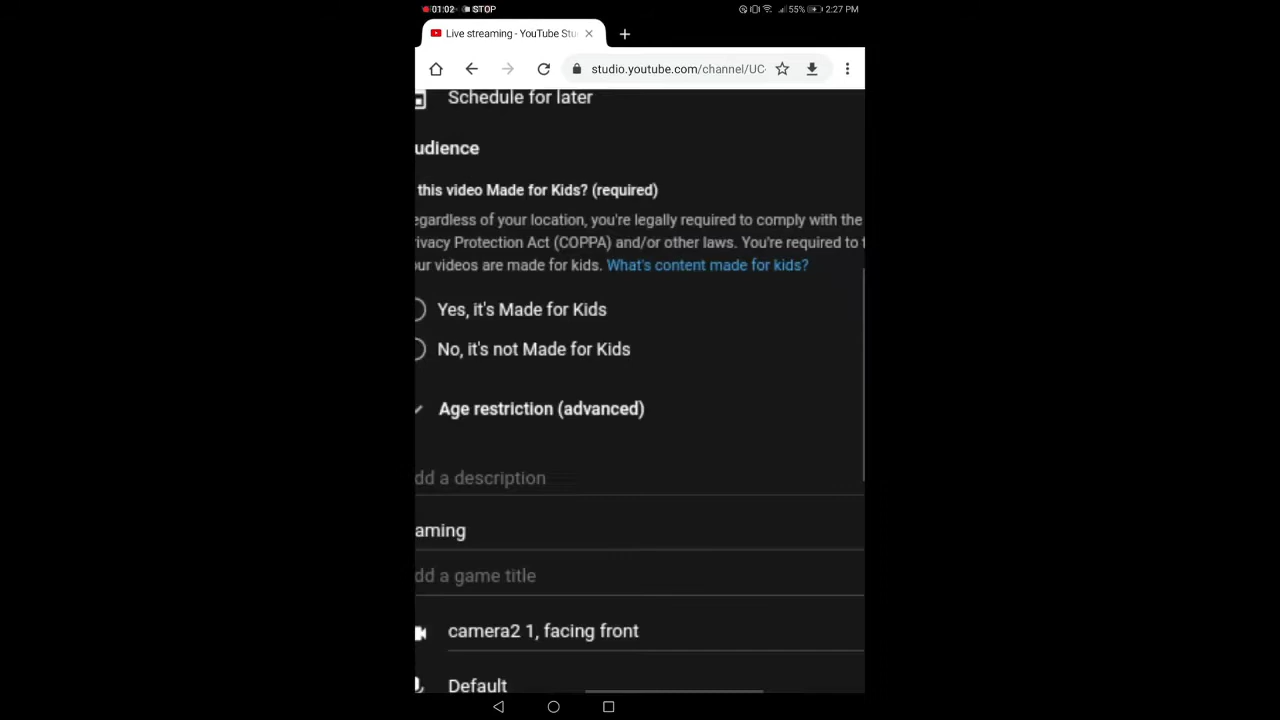 01:02 STOP
55% 2:27 PM
Live streaming - YouTube Stu
studio.youtube.com/channel/UC
Schedule for later
udience
this video Made for Kids? (required)
egardless of your location, you're legally required to comply with the
rivacy Protection Act (COPPA) and/or other laws. You're required to t
ur videos are made for kids. What's content made for kids?
Yes, it's Made for Kids
No, it's not Made for Kids
Age restriction (advanced)
dd a description
aming
dd a game title
camera2 1, facing front
Default